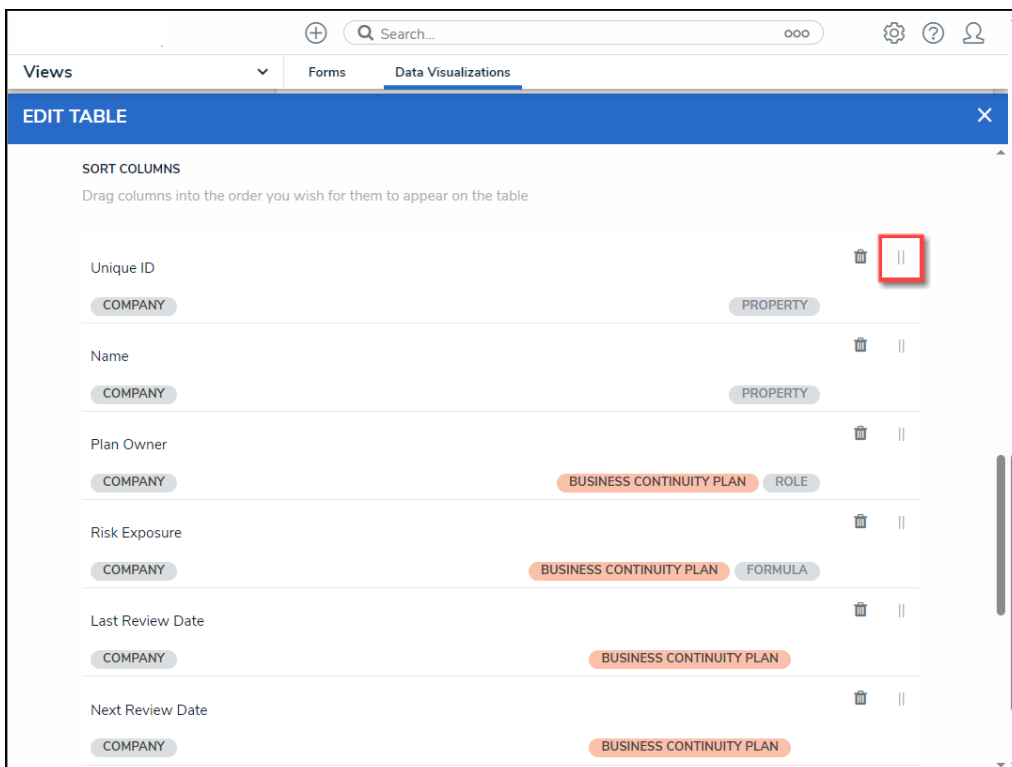 Search...
Views Forms Data Visualizations
EDIT TABLE
SORT COLUMNS
Drag columns into the order you wish for them to appear on the table
Unique ID
COMPANY PROPERTY
Name
COMPANY PROPERTY
Plan Owner
COMPANY BUSINESS CONTINUITY PLAN ROLE
Risk Exposure
COMPANY BUSINESS CONTINUITY PLAN FORMULA
Last Review Date
COMPANY BUSINESS CONTINUITY PLAN
Next Review Date
COMPANY BUSINESS CONTINUITY PLAN